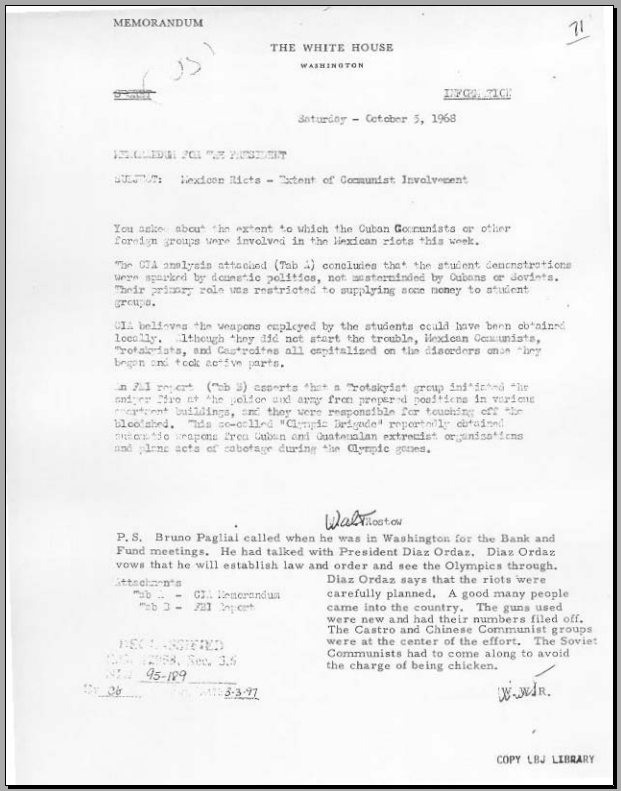 MEMORANDUM
71
THE WHITE HOUSE
WASHINGTON
SECRET
INFORMATION
Saturday - October 5, 1968
MEMORANDUM FOR THE PRESIDENT
SUBJECT: Mexican Riots - Extent of Communist Involvement
You asked about the extent to which the Cuban Communists or other
foreign groups were involved in the Mexican riots this week.
The CIA analysis attached (Tab A) concludes that the student demonstrations
were sparked by domestic politics, not masterminded by Cubans or Soviets.
Their primary role was restricted to supplying some money to student
groups.
CIA believes the weapons employed by the students could have been obtained
locally. Although they did not start the trouble, Mexican Communists,
Trotskyists, and Castroites all capitalized on the disorders once they
began and took active parts.
An FBI report (Tab B) asserts that a Trotskyist group initiated the
sniper fire at the police and army from prepared positions in various
apartment buildings, and they were responsible for touching off the
bloodshed. This so-called "Olympic Brigade" reportedly obtained
automatic weapons from Cuban and Guatemalan extremist organizations
and plans acts of sabotage during the Olympic games.
Walt Rostow
P.S. Bruno Pagliai called when he was in Washington for the Bank and
Fund meetings. He had talked with President Diaz Ordaz. Diaz Ordaz
vows that he will establish law and order and see the Olympics through.
Diaz Ordaz says that the riots were
carefully planned. A good many people
came into the country. The guns used
were new and had their numbers filed off.
The Castro and Chinese Communist groups
were at the center of the effort. The Soviet
Communists had to come along to avoid
the charge of being chicken.
Attachments
Tab A - CIA Memorandum
Tab B - FBI Report
W.W.R.
DECLASSIFIED
E.O. 12958, Sec. 3.6
NLJ 95-189
By cb DATE 3-3-97
COPY LBJ LIBRARY